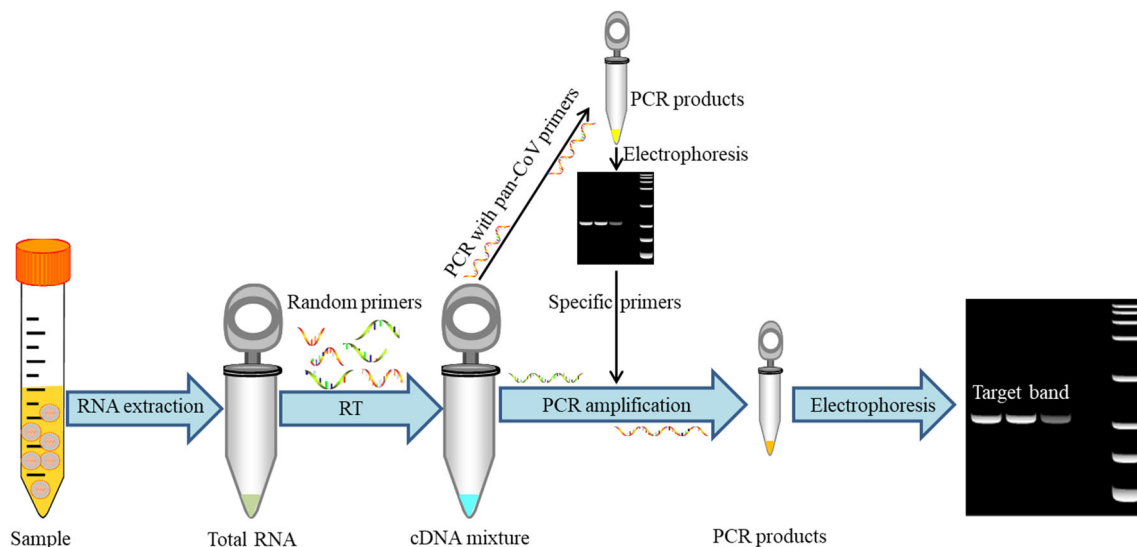 PCR products
Electrophoresis
PCR with pan-CoV primers
Random primers
Specific primers
RNA extraction
RT
PCR amplification
Electrophoresis
Target band
Sample
Total RNA
cDNA mixture
PCR products